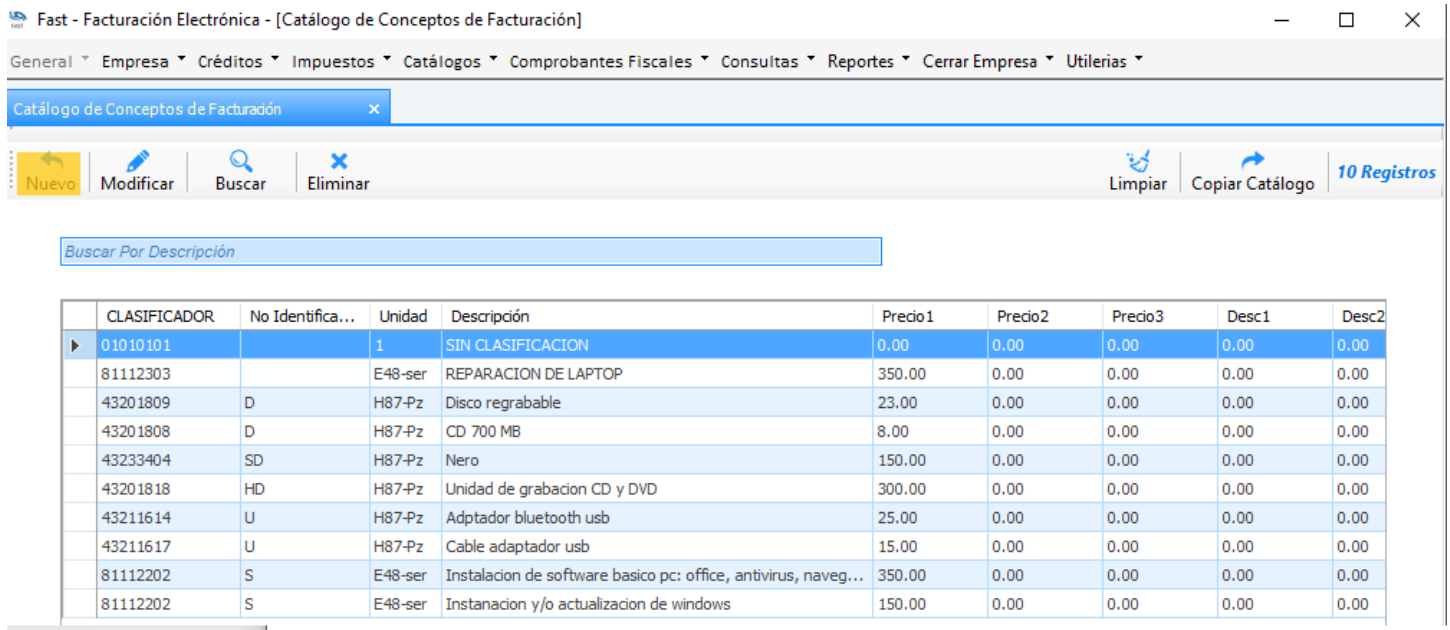 Fast - Facturación Electrónica - [Catálogo de Conceptos de Facturación]
General Empresa Créditos Impuestos Catálogos Comprobantes Fiscales Consultas Reportes Cerrar Empresa Utilerias
Catálogo de Conceptos de Facturación
Nuevo Modificar Buscar Eliminar Limpiar Copiar Catálogo 10 Registros
Buscar Por Descripción
CLASIFICADOR No Identifica... Unidad Descripción Precio1 Precio2 Precio3 Desc1 Desc2
01010101 1 SIN CLASIFICACION 0.00 0.00 0.00 0.00 0.00
81112303 E48-ser REPARACION DE LAPTOP 350.00 0.00 0.00 0.00 0.00
43201809 D H87-Pz Disco regrabable 23.00 0.00 0.00 0.00 0.00
43201808 D H87-Pz CD 700 MB 8.00 0.00 0.00 0.00 0.00
43233404 SD H87-Pz Nero 150.00 0.00 0.00 0.00 0.00
43201818 HD H87-Pz Unidad de grabacion CD y DVD 300.00 0.00 0.00 0.00 0.00
43211614 U H87-Pz Adptador bluetooth usb 25.00 0.00 0.00 0.00 0.00
43211617 U H87-Pz Cable adaptador usb 15.00 0.00 0.00 0.00 0.00
81112202 S E48-ser Instalacion de software basico pc: office, antivirus, naveg... 350.00 0.00 0.00 0.00 0.00
81112202 S E48-ser Instanacion y/o actualizacion de windows 150.00 0.00 0.00 0.00 0.00